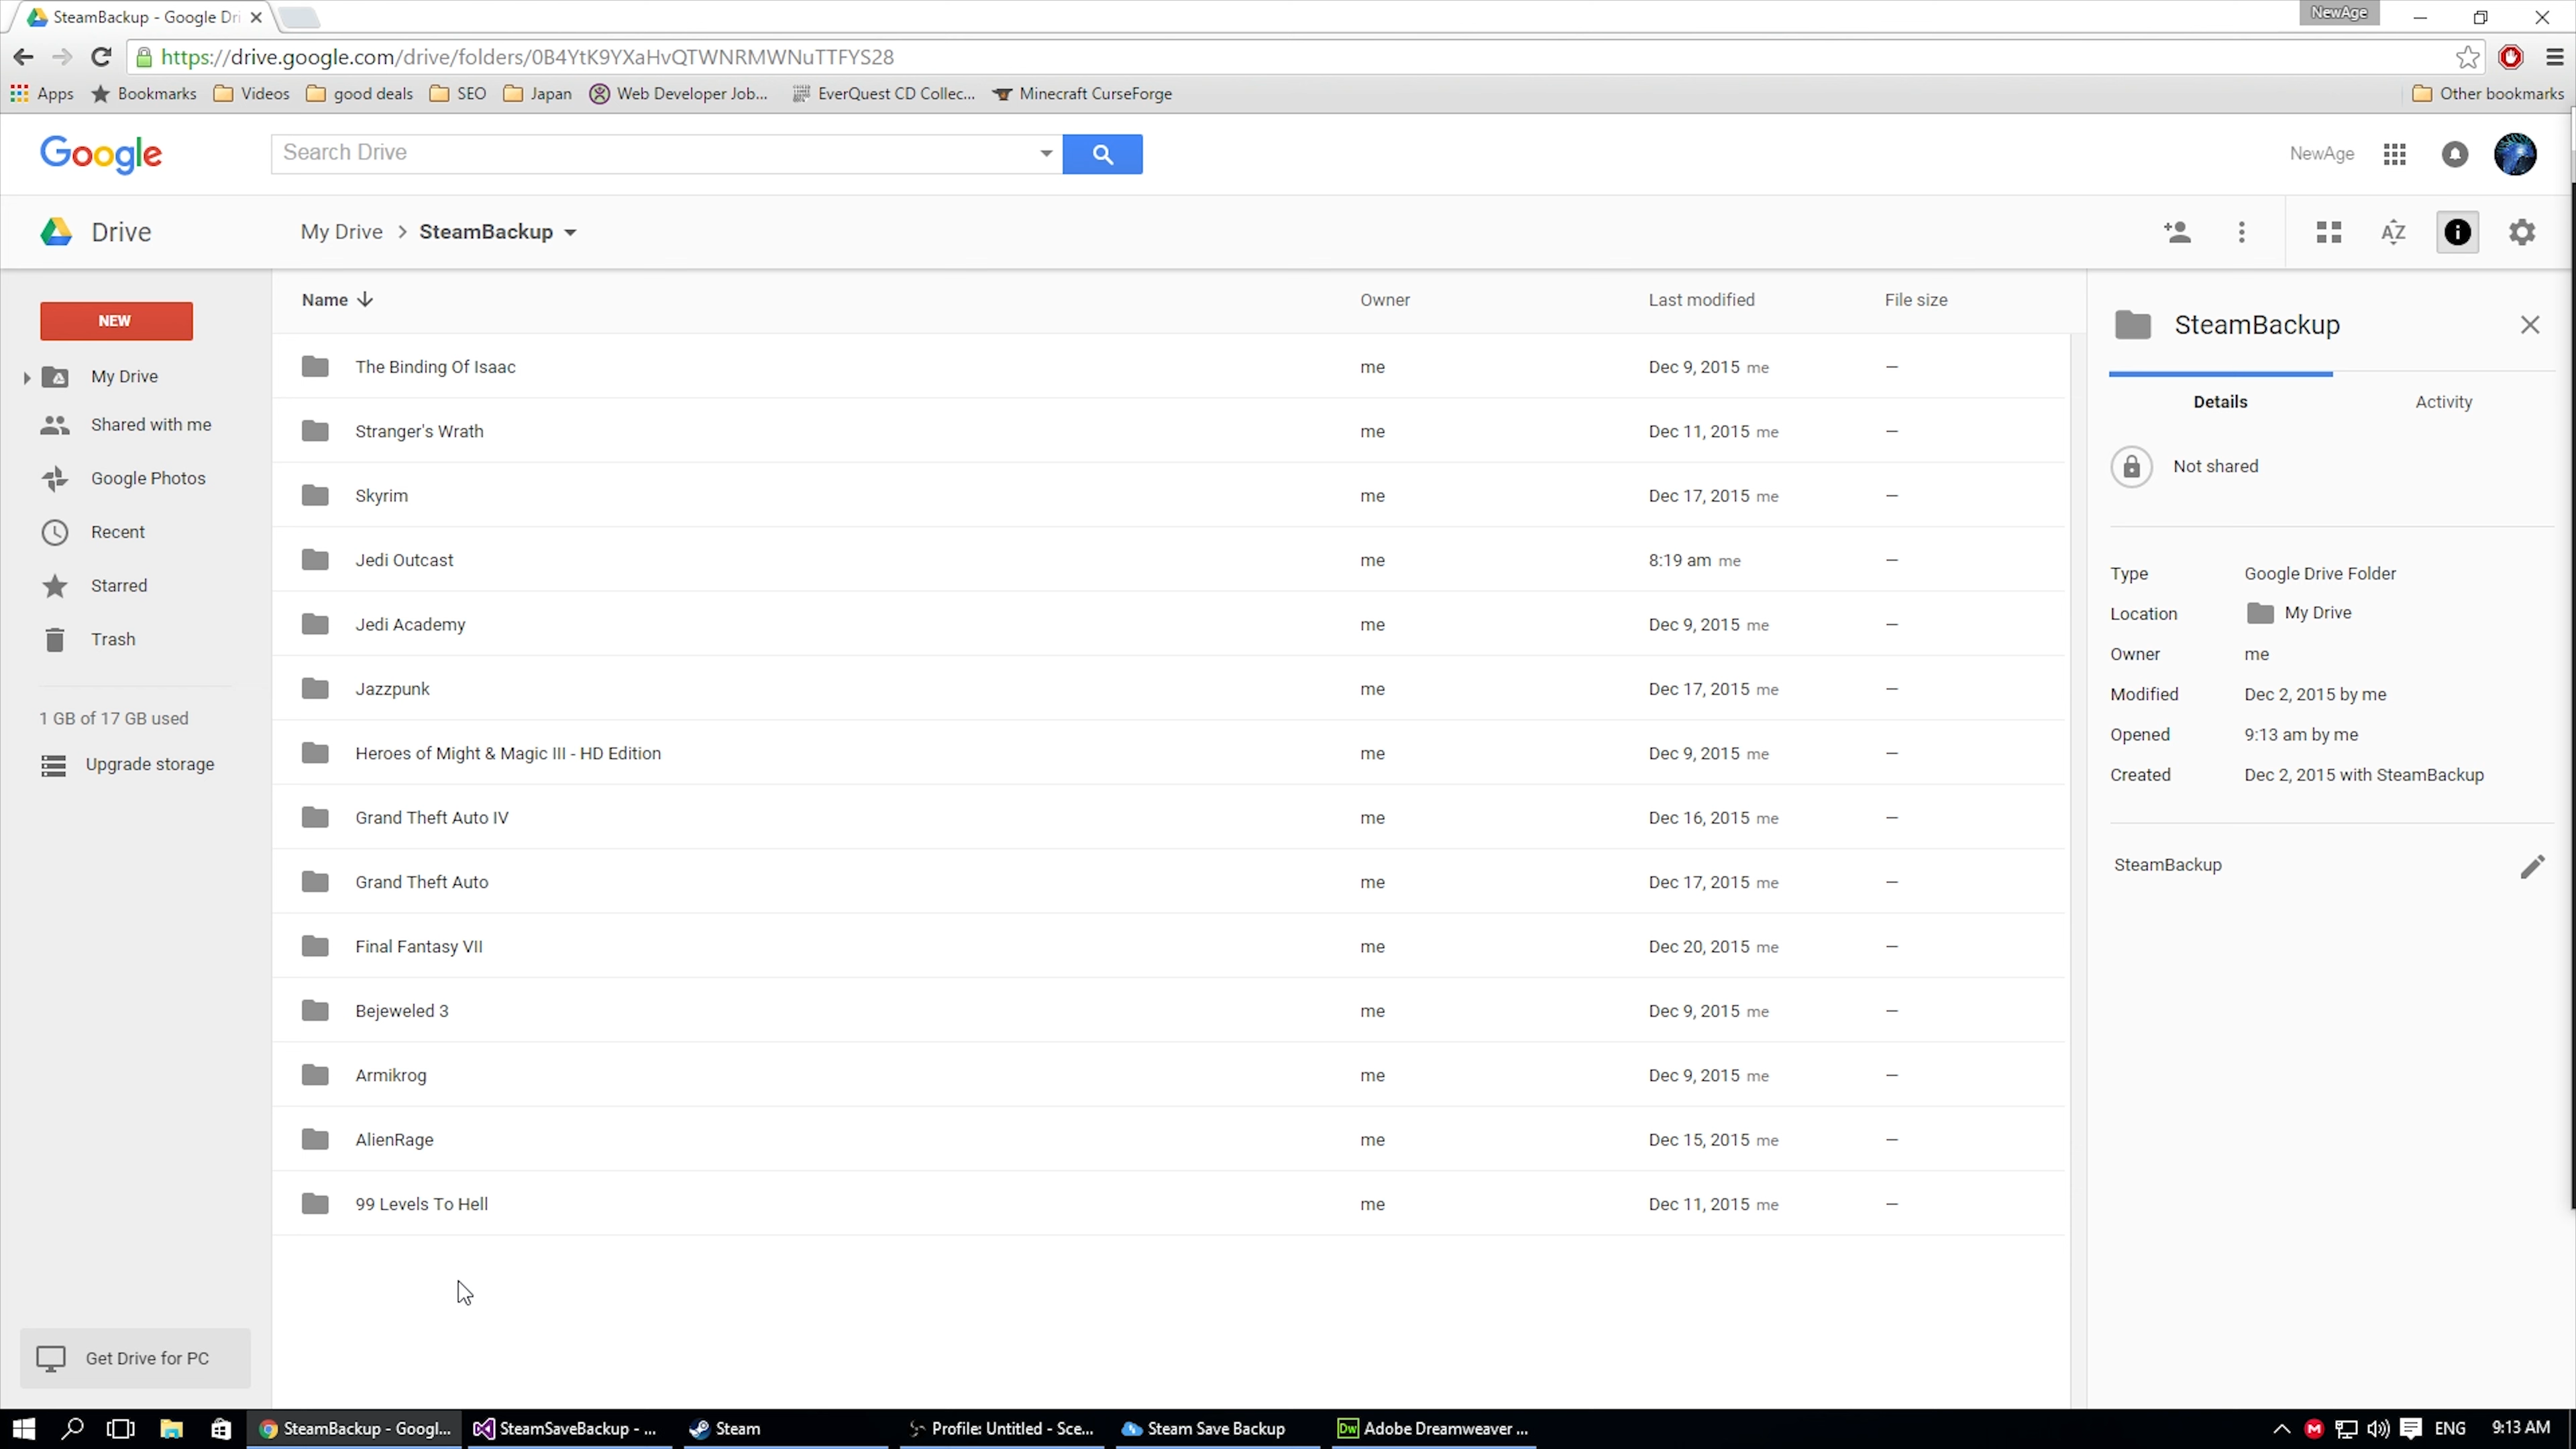 SteamBackup - Google Dri
NewAge
https://drive.google.com/drive/folders/0B4YtK9YXaHvQTWNRMWNuTTFYS28
Apps Bookmarks Videos good deals SEO Japan Web Developer Job... EverQuest CD Collec... Minecraft CurseForge Other bookmarks
Google Search Drive NewAge
Drive My Drive > SteamBackup AZ
NEW
My Drive
Shared with me
Google Photos
Recent
Starred
Trash
1 GB of 17 GB used
Upgrade storage
Get Drive for PC
Name Owner Last modified File size
The Binding Of Isaac me Dec 9, 2015 me —
Stranger's Wrath me Dec 11, 2015 me —
Skyrim me Dec 17, 2015 me —
Jedi Outcast me 8:19 am me —
Jedi Academy me Dec 9, 2015 me —
Jazzpunk me Dec 17, 2015 me —
Heroes of Might & Magic III - HD Edition me Dec 9, 2015 me —
Grand Theft Auto IV me Dec 16, 2015 me —
Grand Theft Auto me Dec 17, 2015 me —
Final Fantasy VII me Dec 20, 2015 me —
Bejeweled 3 me Dec 9, 2015 me —
Armikrog me Dec 9, 2015 me —
AlienRage me Dec 15, 2015 me —
99 Levels To Hell me Dec 11, 2015 me —
SteamBackup
Details Activity
Not shared
Type Google Drive Folder
Location My Drive
Owner me
Modified Dec 2, 2015 by me
Opened 9:13 am by me
Created Dec 2, 2015 with SteamBackup
SteamBackup
SteamBackup - Googl... SteamSaveBackup - ... Steam Profile: Untitled - Sce... Steam Save Backup Dw Adobe Dreamweaver ... ENG 9:13 AM